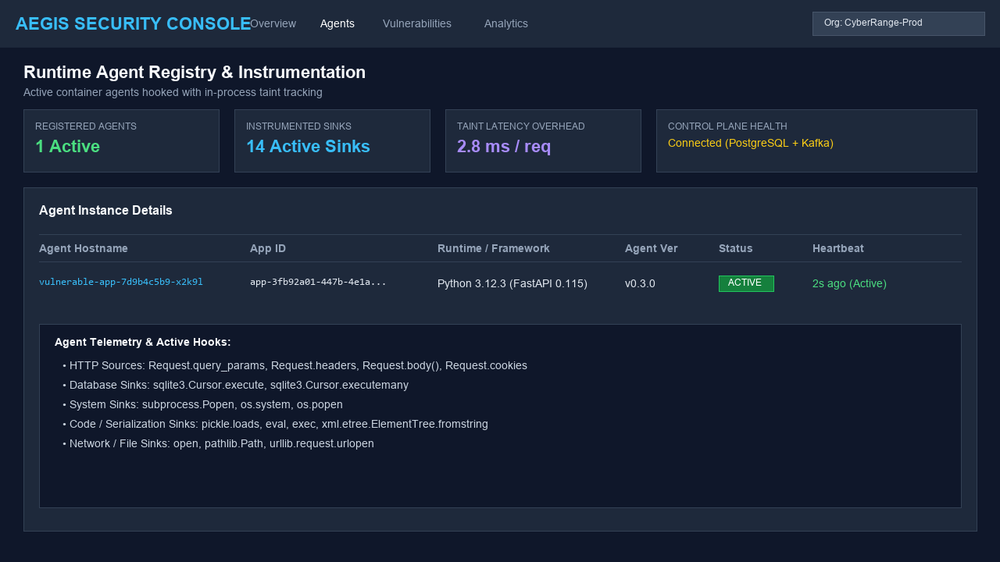 AEGIS SECURITY CONSOLE Overview Agents Vulnerabilities Analytics Org: CyberRange-Prod
Runtime Agent Registry & Instrumentation
Active container agents hooked with in-process taint tracking
REGISTERED AGENTS INSTRUMENTED SINKS TAINT LATENCY OVERHEAD CONTROL PLANE HEALTH
1 Active 14 Active Sinks 2.8 ms / req Connected (PostgreSQL + Kafka)
Agent Instance Details
Agent Hostname App ID Runtime / Framework Agent Ver Status Heartbeat
vulnerable-app-7d9b4c5b9-x2k9l app-3fb92a01-447b-4e1a... Python 3.12.3 (FastAPI 0.115) v0.3.0 ACTIVE 2s ago (Active)
Agent Telemetry & Active Hooks:
• HTTP Sources: Request.query_params, Request.headers, Request.body(), Request.cookies
• Database Sinks: sqlite3.Cursor.execute, sqlite3.Cursor.executemany
• System Sinks: subprocess.Popen, os.system, os.popen
• Code / Serialization Sinks: pickle.loads, eval, exec, xml.etree.ElementTree.fromstring
• Network / File Sinks: open, pathlib.Path, urllib.request.urlopen